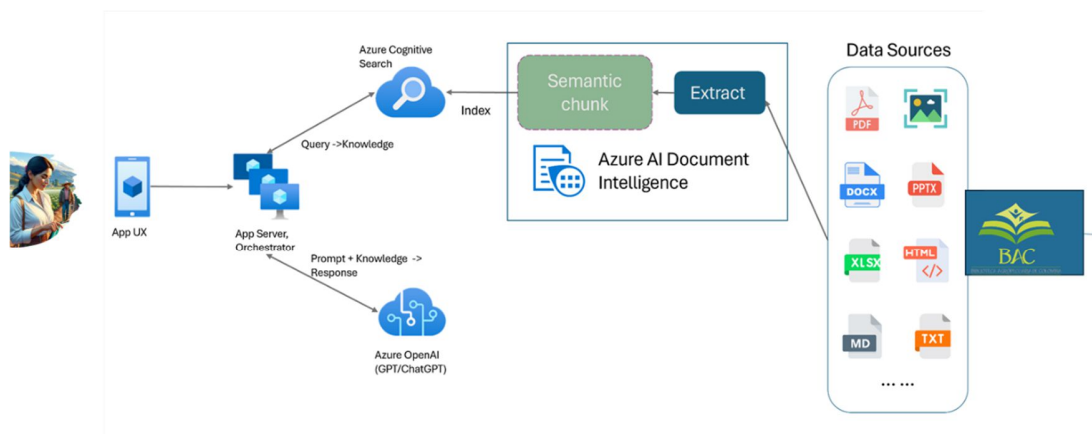 Azure Cognitive
Search
Data Sources
Semantic
chunk
Extract
Index
PDF
Query ->Knowledge
Azure AI Document
Intelligence
DOCX
PPTX
App UX
App Server,
Orchestrator
BAC
Prompt + Knowledge ->
Response
XLSX
HTML
</>
MD
TXT
Azure OpenAI
(GPT/ChatGPT)
... ...